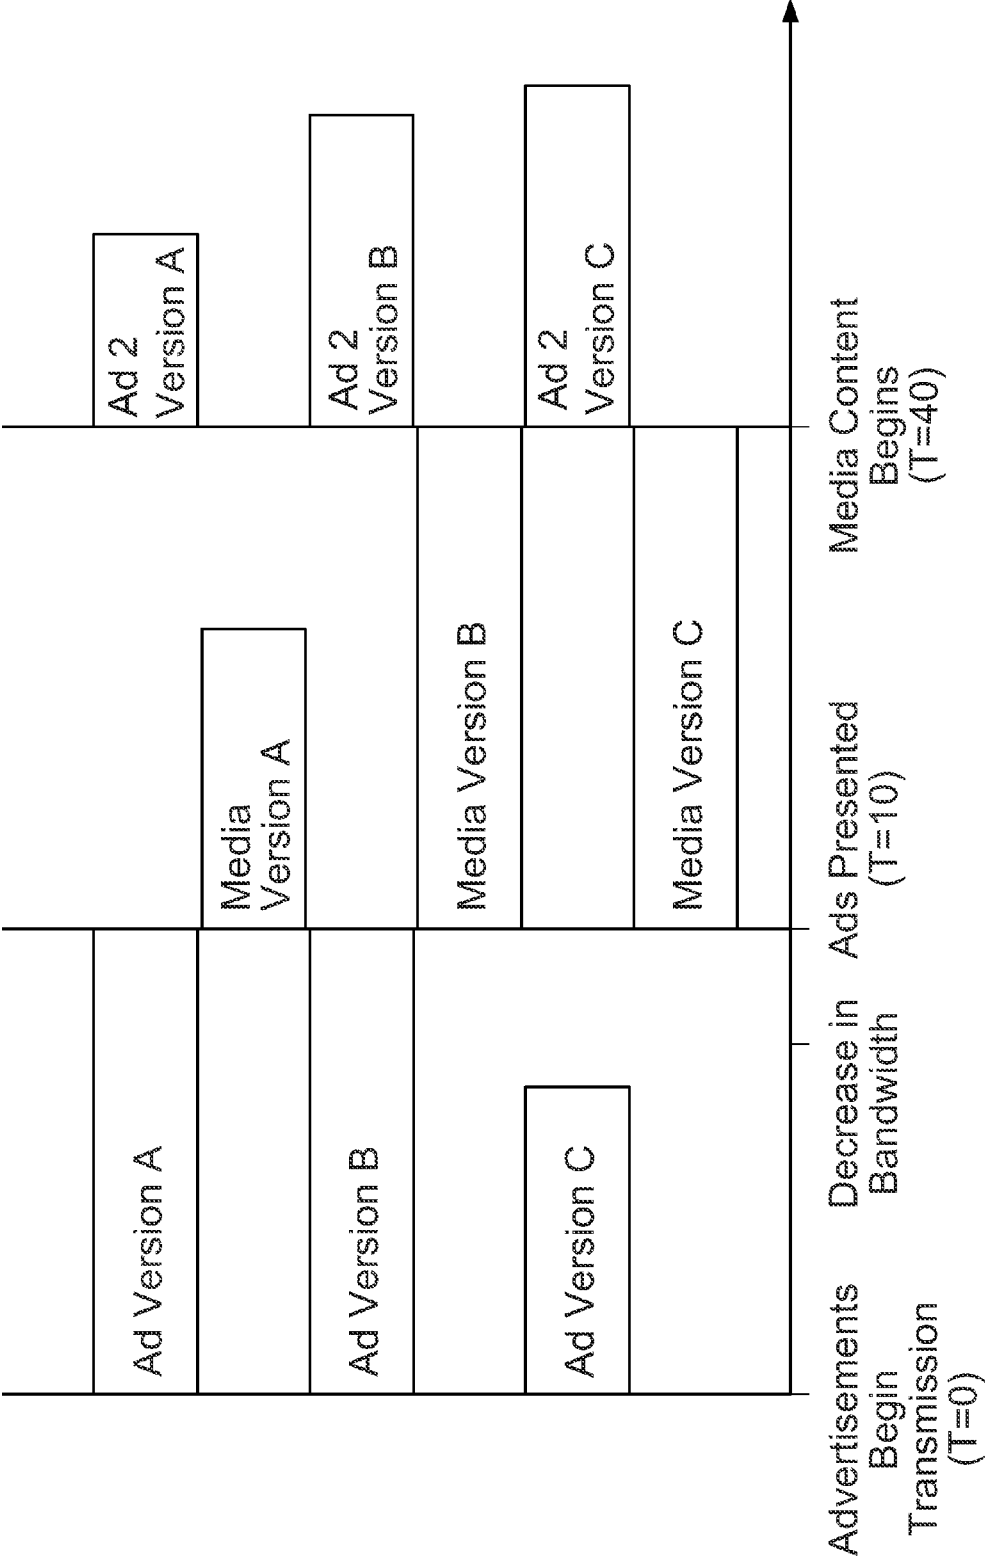 Ad Version A
Media
Version A
Ad 2
Version A
Ad Version B
Media Version B
Ad 2
Version B
Ad Version C
Media Version C
Ad 2
Version C
Advertisements
Begin
Transmission
(T=0)
Decrease in
Bandwidth
Ads Presented
(T=10)
Media Content
Begins
(T=40)